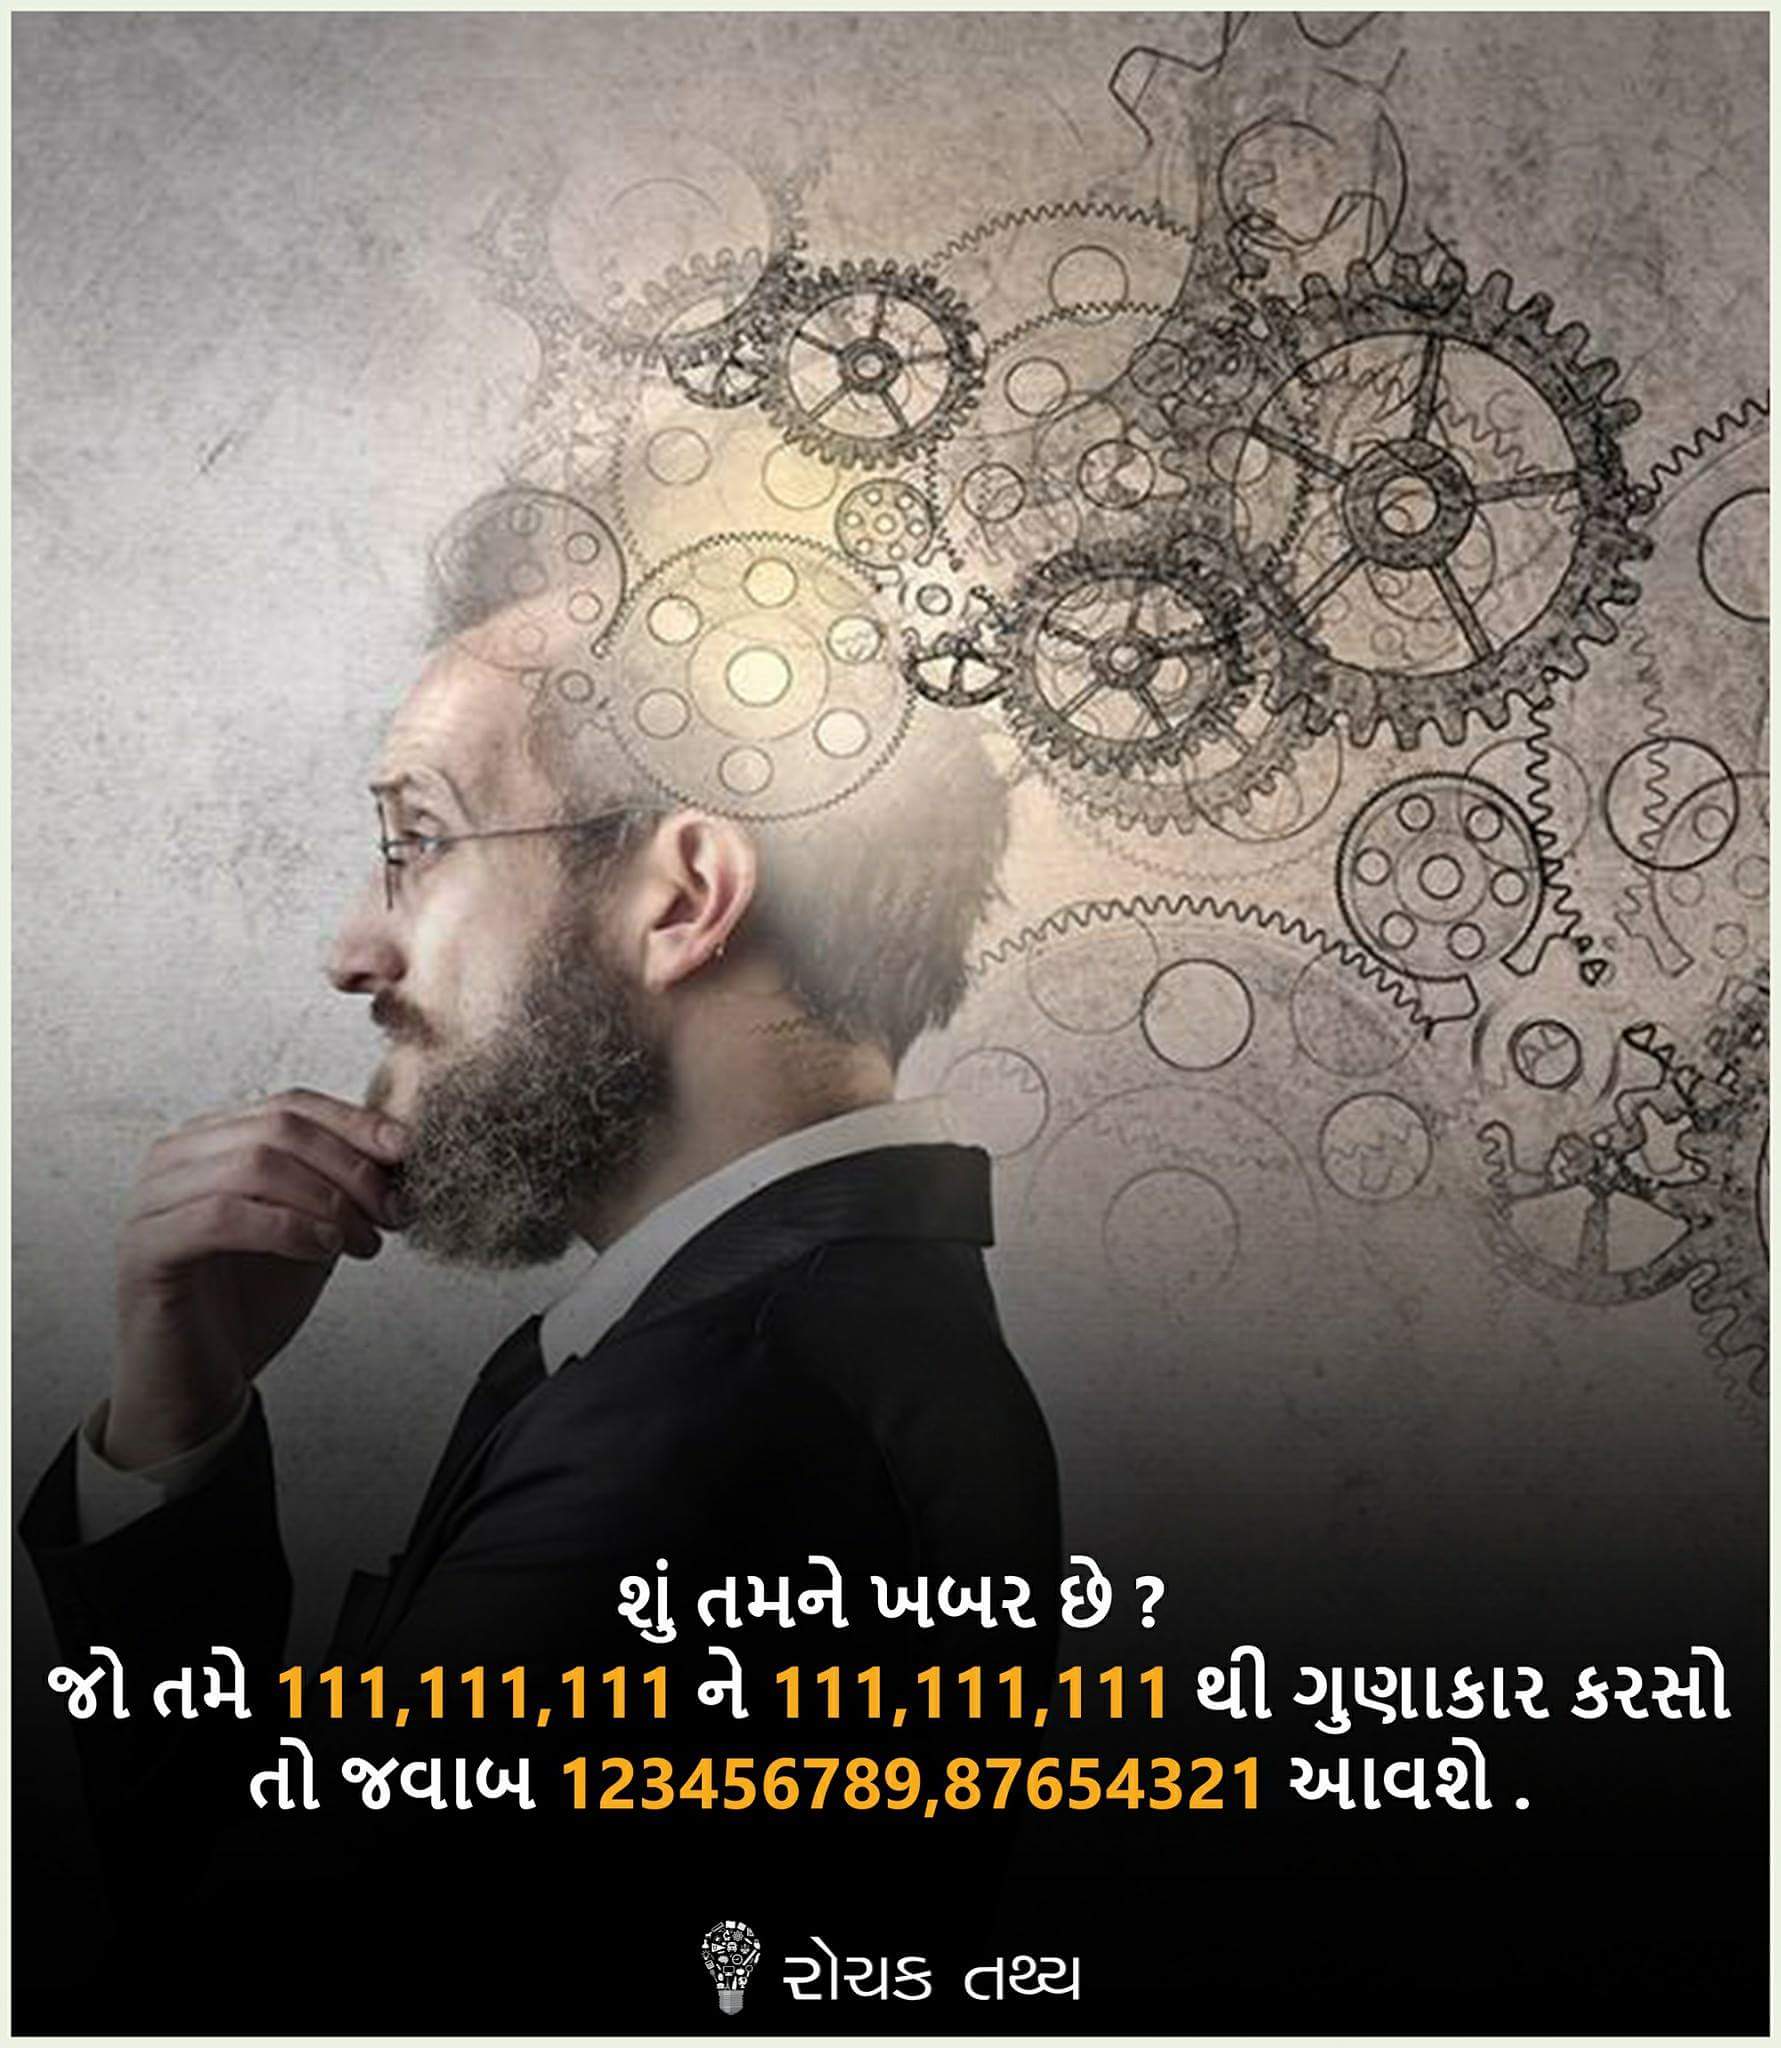 શું તમને ખબર છે ?
જો તમે 111,111,111 ને 111,111,111 થી ગુણાકાર કરસો
તો જવાબ 123456789,87654321 આવશે .
રોચક તથ્ય